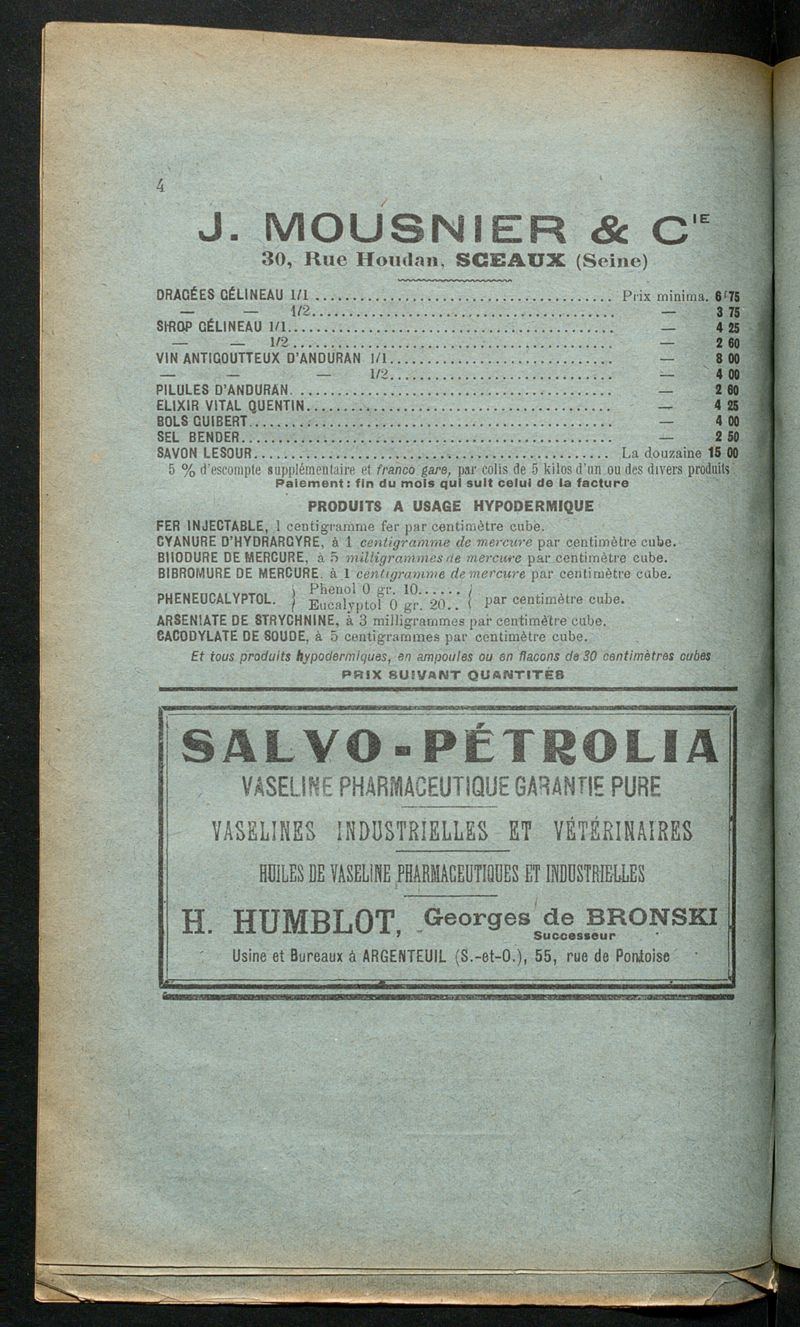 4
J. MOUSNIER & CIE
30, Rue Houdan, SCEAUX (Seine)
DRAGÉES GÉLINEAU 1/1 .......... Prix minima. 6f75
— — 1/2 .......... — 3 75
SIROP GÉLINEAU 1/1 .......... — 4 25
— — 1/2 .......... — 2 60
VIN ANTIGOUTTEUX D'ANDURAN 1/1 .......... — 8 00
— — — 1/2 .......... — 4 00
PILULES D'ANDURAN. .......... — 2 60
ELIXIR VITAL QUENTIN .......... — 4 25
BOLS GUIBERT .......... — 4 00
SEL BENDER .......... — 2 50
SAVON LESOUR .......... La douzaine 15 00
5 % d'escompte supplémentaire et franco gare, par colis de 5 kilos d'un ou des divers produits
Paiement : fin du mois qui suit celui de la facture
PRODUITS A USAGE HYPODERMIQUE
FER INJECTABLE, 1 centigramme fer par centimètre cube.
CYANURE D'HYDRARGYRE, à 1 centigramme de mercure par centimètre cube.
BIIODURE DE MERCURE, à 5 milligrammes de mercure par centimètre cube.
BIBROMURE DE MERCURE, à 1 centigramme de mercure par centimètre cube.
PHENEUCALYPTOL. { Phenol 0 gr. 10...... } par centimètre cube.
{ Eucalyptol 0 gr. 20.. }
ARSENIATE DE STRYCHNINE, à 3 milligrammes par centimètre cube.
CACODYLATE DE SOUDE, à 5 centigrammes par centimètre cube.
Et tous produits hypodermiques, en ampoules ou en flacons de 30 centimètres cubes
PRIX SUIVANT QUANTITÉS
SALVO-PÉTROLIA
VASELINE PHARMACEUTIQUE GARANTIE PURE
VASELINES INDUSTRIELLES ET VÉTÉRINAIRES
HUILES DE VASELINE PHARMACEUTIQUES ET INDUSTRIELLES
H. HUMBLOT, Georges de BRONSKI
Successeur
Usine et Bureaux à ARGENTEUIL (S.-et-O.), 55, rue de Pontoise